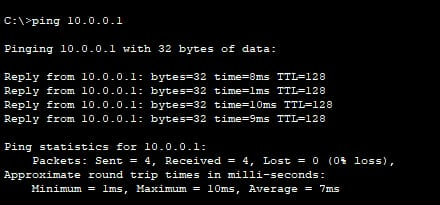 C:\>ping 10.0.0.1
Pinging 10.0.0.1 with 32 bytes of data:
Reply from 10.0.0.1: bytes=32 time=8ms TTL=128
Reply from 10.0.0.1: bytes=32 time=1ms TTL=128
Reply from 10.0.0.1: bytes=32 time=10ms TTL=128
Reply from 10.0.0.1: bytes=32 time=9ms TTL=128
Ping statistics for 10.0.0.1:
Packets: Sent = 4, Received = 4, Lost = 0 (0% loss),
Approximate round trip times in milli-seconds:
Minimum = 1ms, Maximum = 10ms, Average = 7ms